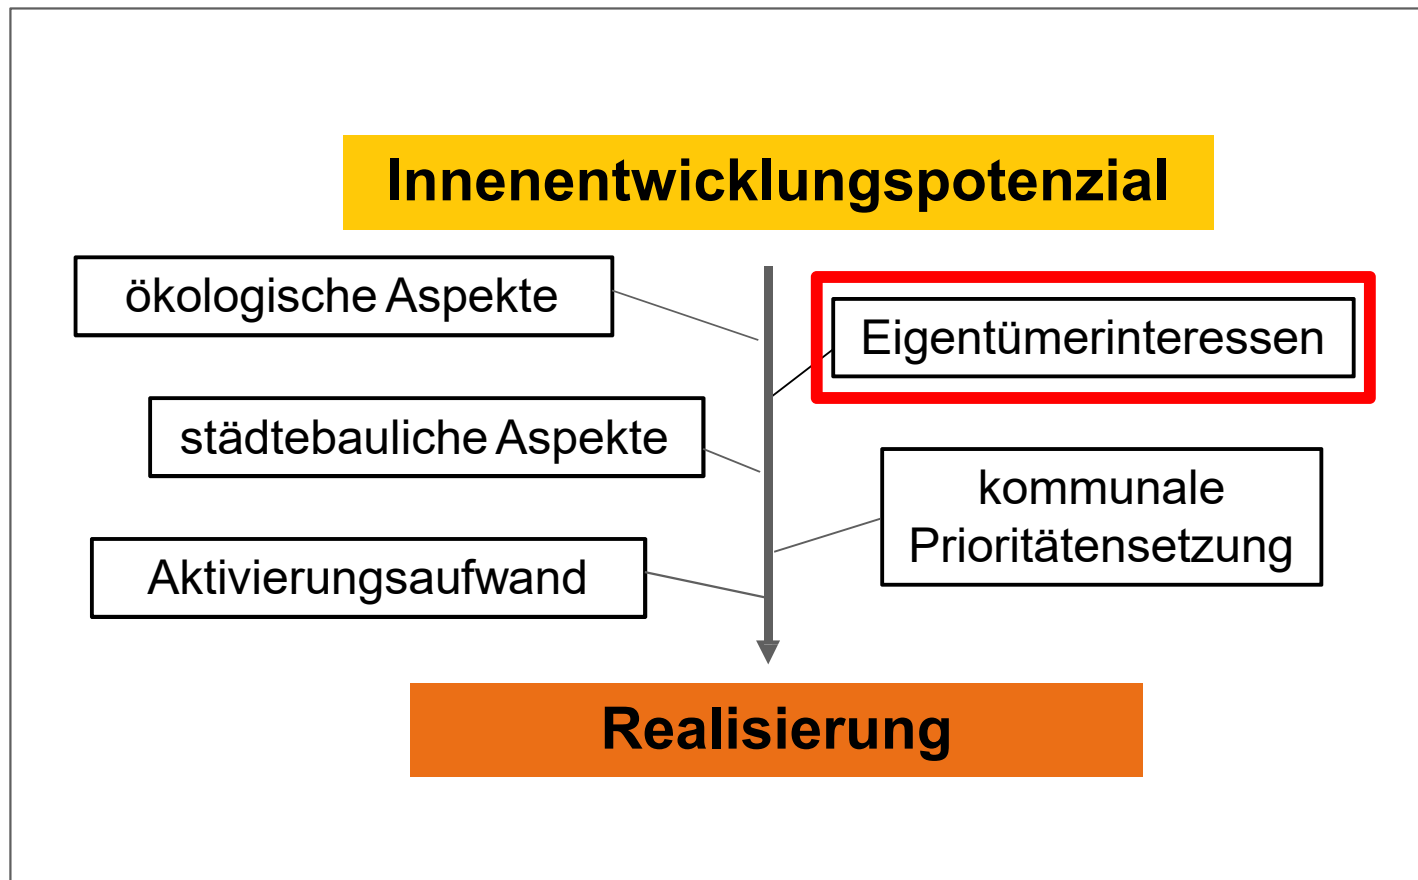 Innenentwicklungspotenzial
ökologische Aspekte
Eigentümerinteressen
städtebauliche Aspekte
kommunale
Prioritätensetzung
Aktivierungsaufwand
Realisierung